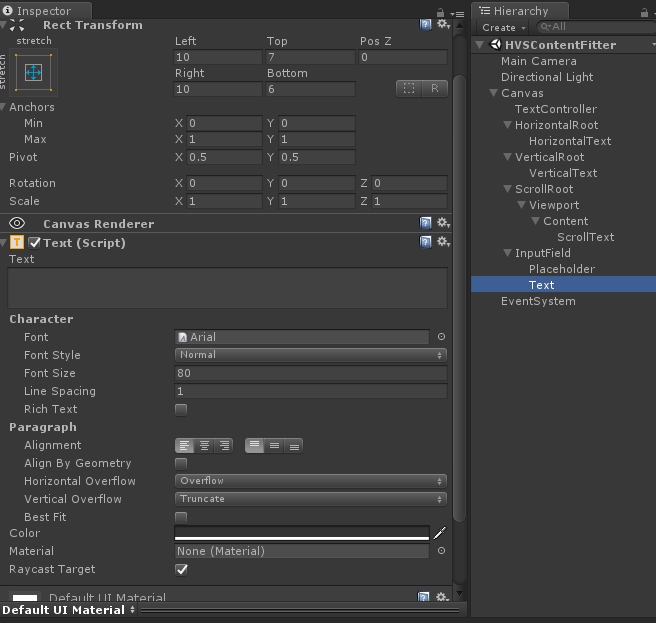 Inspector
Rect Transform
stretch
stretch
Left Top Pos Z
10 7 0
Right Bottom
10 6
R
Anchors
Min X 0 Y 0
Max X 1 Y 1
Pivot X 0.5 Y 0.5
Rotation X 0 Y 0 Z 0
Scale X 1 Y 1 Z 1
Canvas Renderer
T Text (Script)
Text
Character
Font Arial
Font Style Normal
Font Size 80
Line Spacing 1
Rich Text
Paragraph
Alignment
Align By Geometry
Horizontal Overflow Overflow
Vertical Overflow Truncate
Best Fit
Color
Material None (Material)
Raycast Target
Default UI Material
Default UI Material
Hierarchy
Create All
HVSContentFitter
Main Camera
Directional Light
Canvas
TextController
HorizontalRoot
HorizontalText
VerticalRoot
VerticalText
ScrollRoot
Viewport
Content
ScrollText
InputField
Placeholder
Text
EventSystem